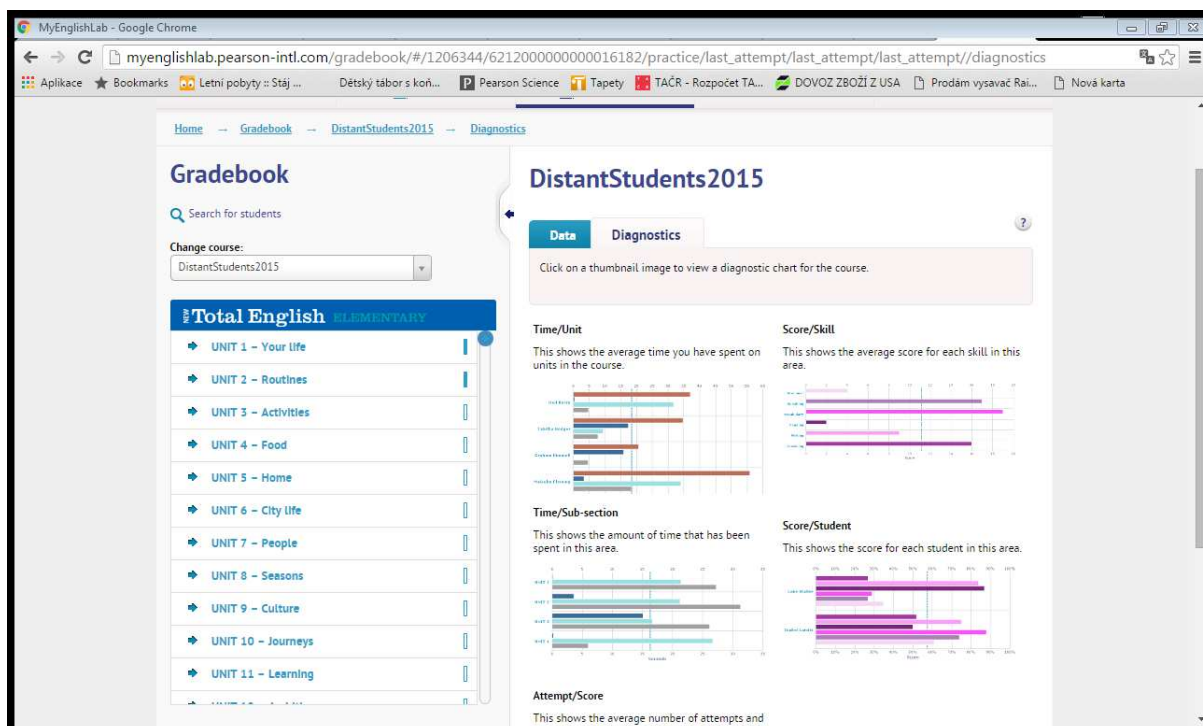 MyEnglishLab - Google Chrome
myenglishlab.pearson-intl.com/gradebook/#/1206344/6212000000000016182/practice/last_attempt/last_attempt/last_attempt//diagnostics
Aplikace Bookmarks Letní pobyty :: Stáj ... Dětský tábor s koň... Pearson Science Tapety TAČR - Rozpočet TA... DOVOZ ZBOŽÍ Z USA Prodám vysavač Rai... Nová karta
Home → Gradebook → DistantStudents2015 → Diagnostics
Gradebook
Search for students
Change course:
DistantStudents2015
NEW Total English ELEMENTARY
UNIT 1 – Your life
UNIT 2 – Routines
UNIT 3 – Activities
UNIT 4 – Food
UNIT 5 – Home
UNIT 6 – City life
UNIT 7 – People
UNIT 8 – Seasons
UNIT 9 – Culture
UNIT 10 – Journeys
UNIT 11 – Learning
DistantStudents2015
?
Data Diagnostics
Click on a thumbnail image to view a diagnostic chart for the course.
Time/Unit
This shows the average time you have spent on
units in the course.
Score/Skill
This shows the average score for each skill in this
area.
Time/Sub-section
This shows the amount of time that has been
spent in this area.
Score/Student
This shows the score for each student in this area.
Attempt/Score
This shows the average number of attempts and